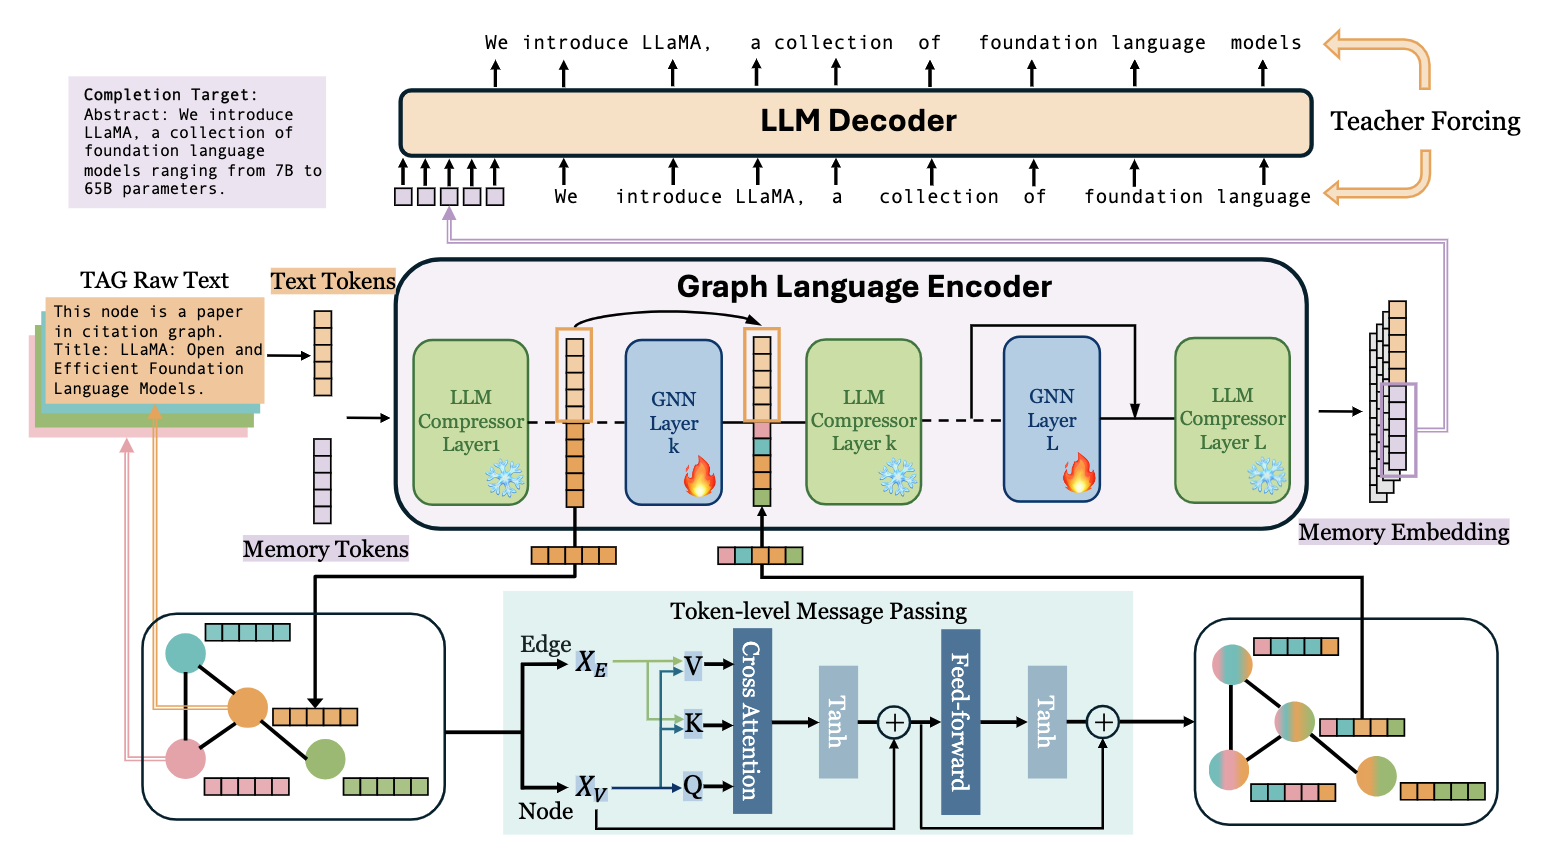 We introduce LLaMA, a collection of foundation language models
Completion Target:
Abstract: We introduce
LLaMA, a collection of
foundation language
models ranging from 7B to
65B parameters.
LLM Decoder
Teacher Forcing
We introduce LLaMA, a collection of foundation language
TAG Raw Text
Text Tokens
This node is a paper
in citation graph.
Title: LLaMA: Open and
Efficient Foundation
Language Models.
Graph Language Encoder
LLM
Compressor
Layer1
GNN
Layer
k
LLM
Compressor
Layer k
GNN
Layer
L
LLM
Compressor
Layer L
Memory Tokens
Memory Embedding
Token-level Message Passing
Edge
X_E
V
K
Q
X_V
Node
Cross Attention
Tanh
+
Feed-forward
Tanh
+